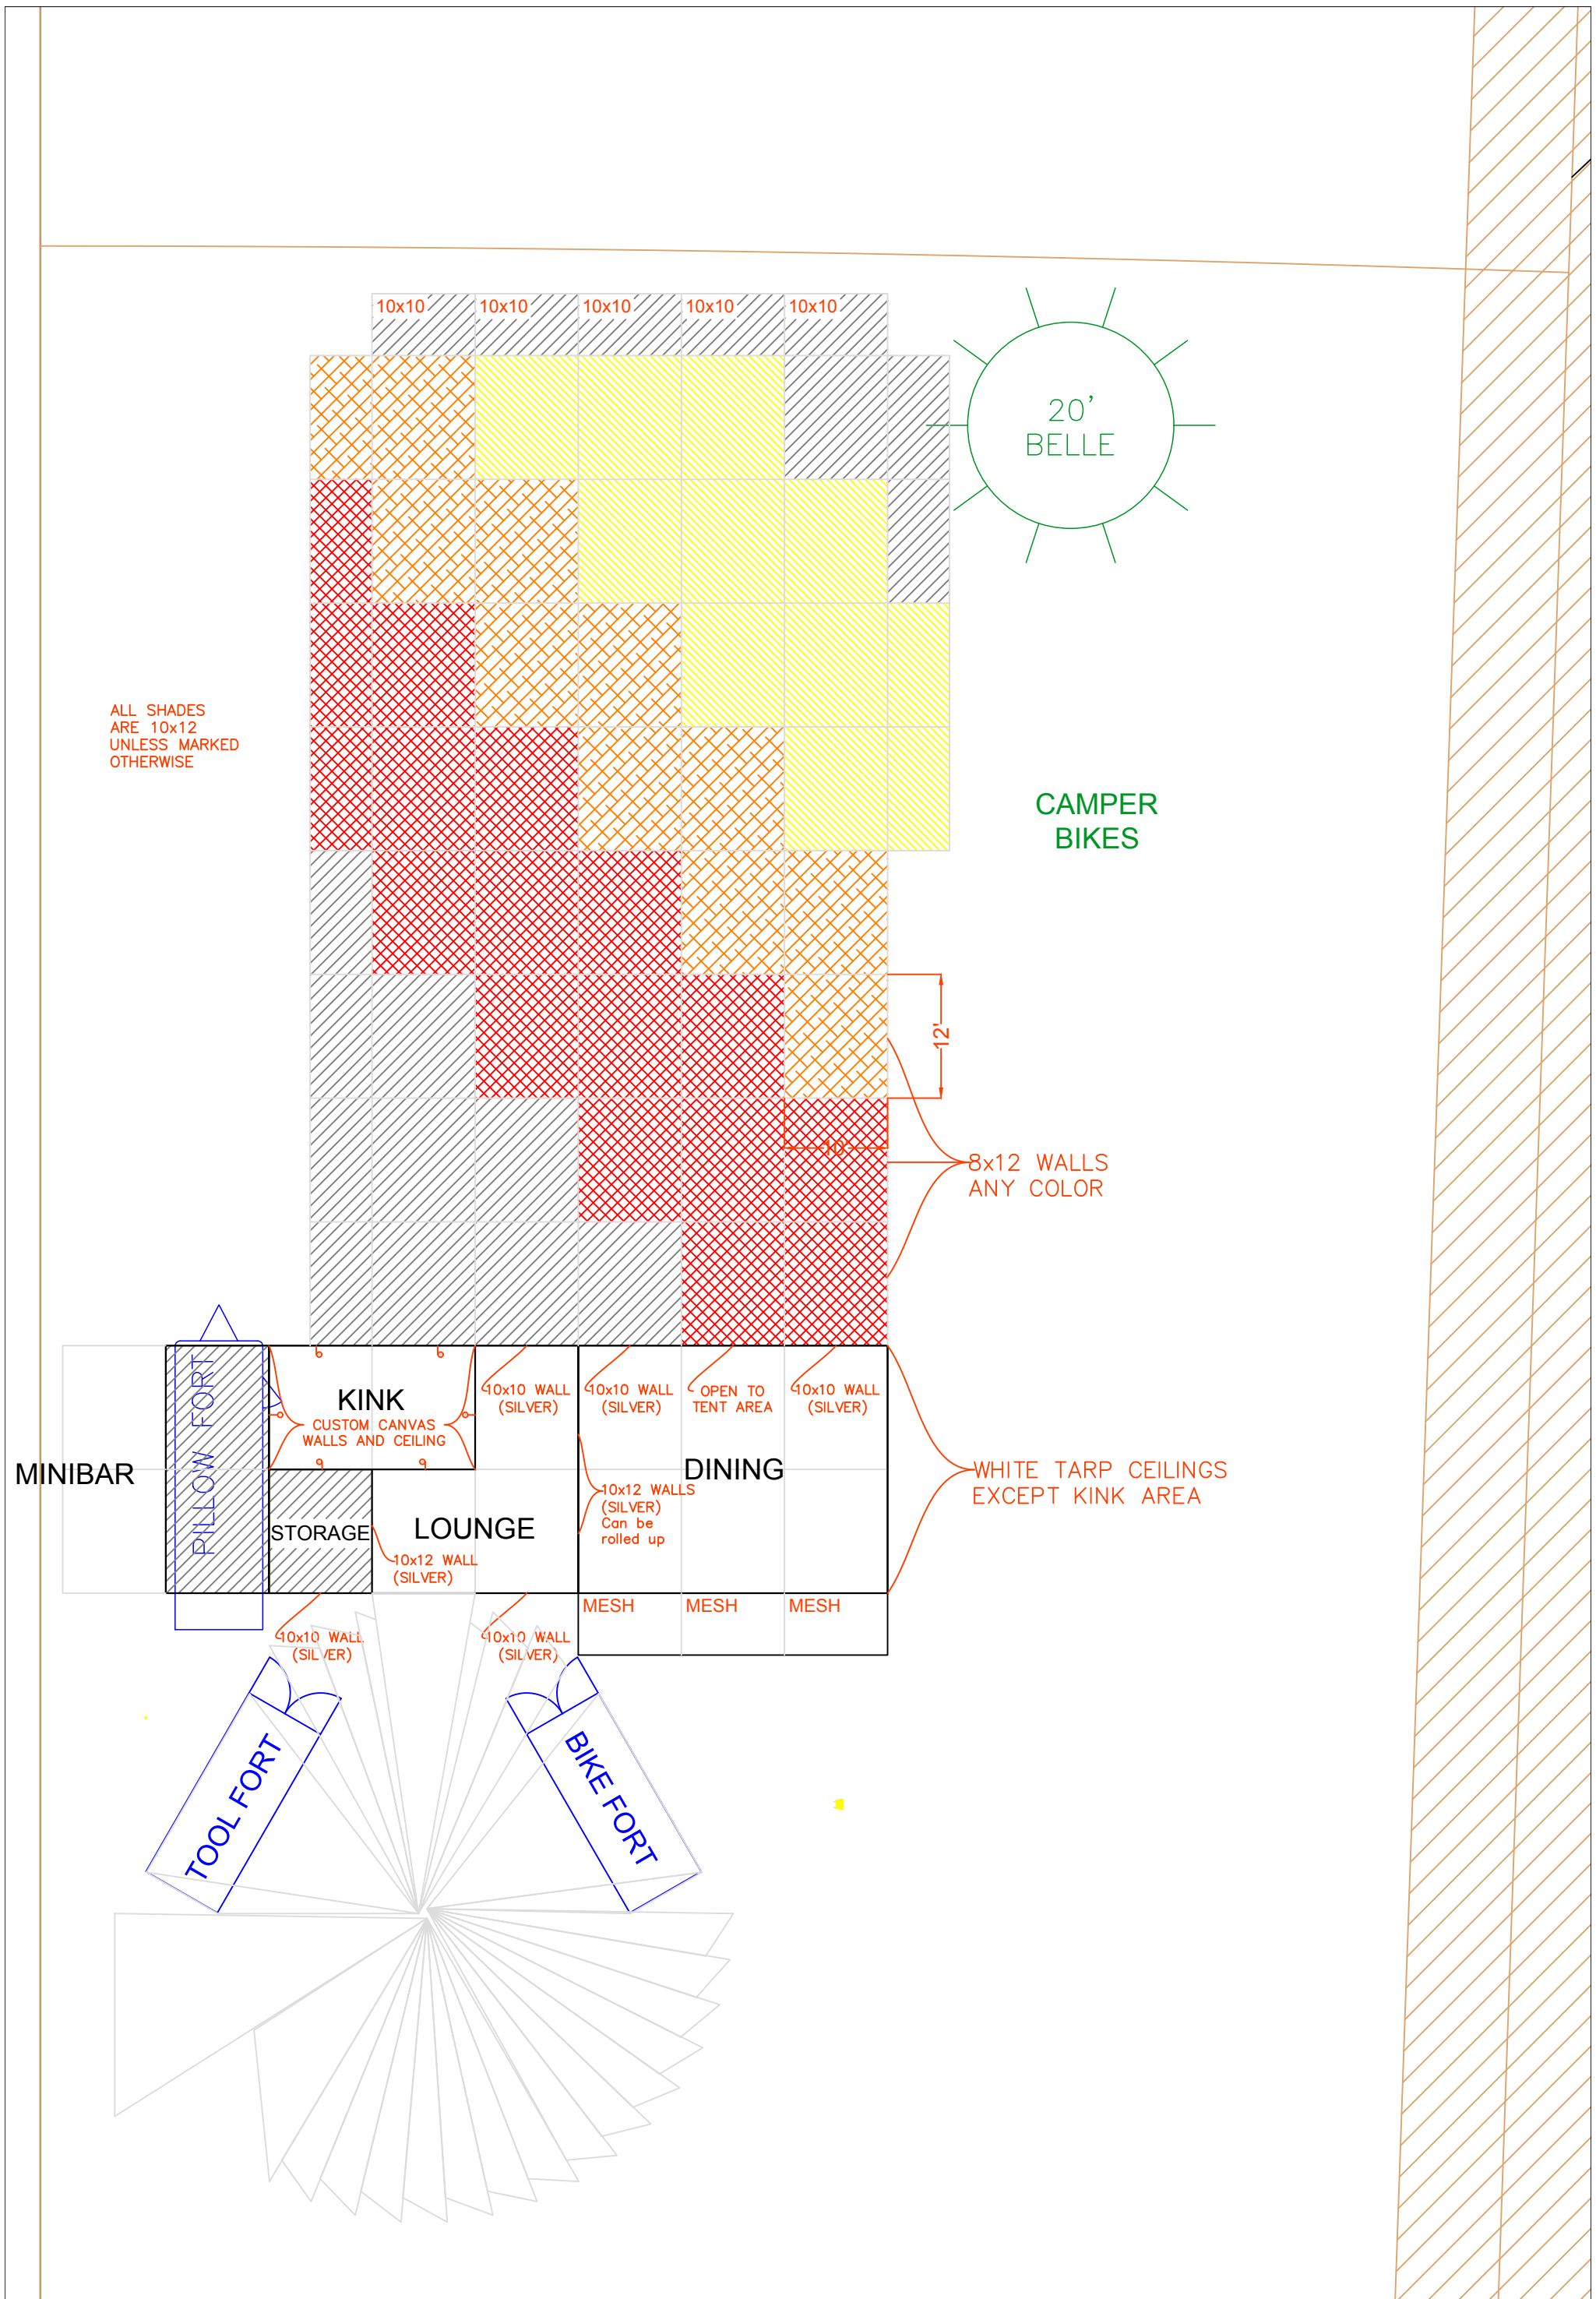 10x10 10x10 10x10 10x10 10x10
20'
BELLE
ALL SHADES
ARE 10x12
UNLESS MARKED
OTHERWISE
CAMPER
BIKES
12'
10'
8x12 WALLS
ANY COLOR
PILLOW FORT
KINK
CUSTOM CANVAS
WALLS AND CEILING
10x10 WALL
(SILVER)
10x10 WALL
(SILVER)
OPEN TO
TENT AREA
10x10 WALL
(SILVER)
MINIBAR
DINING
WHITE TARP CEILINGS
EXCEPT KINK AREA
10x12 WALLS
(SILVER)
Can be
rolled up
STORAGE
LOUNGE
10x12 WALL
(SILVER)
MESH MESH MESH
10x10 WALL
(SILVER)
10x10 WALL
(SILVER)
TOOL FORT
BIKE FORT